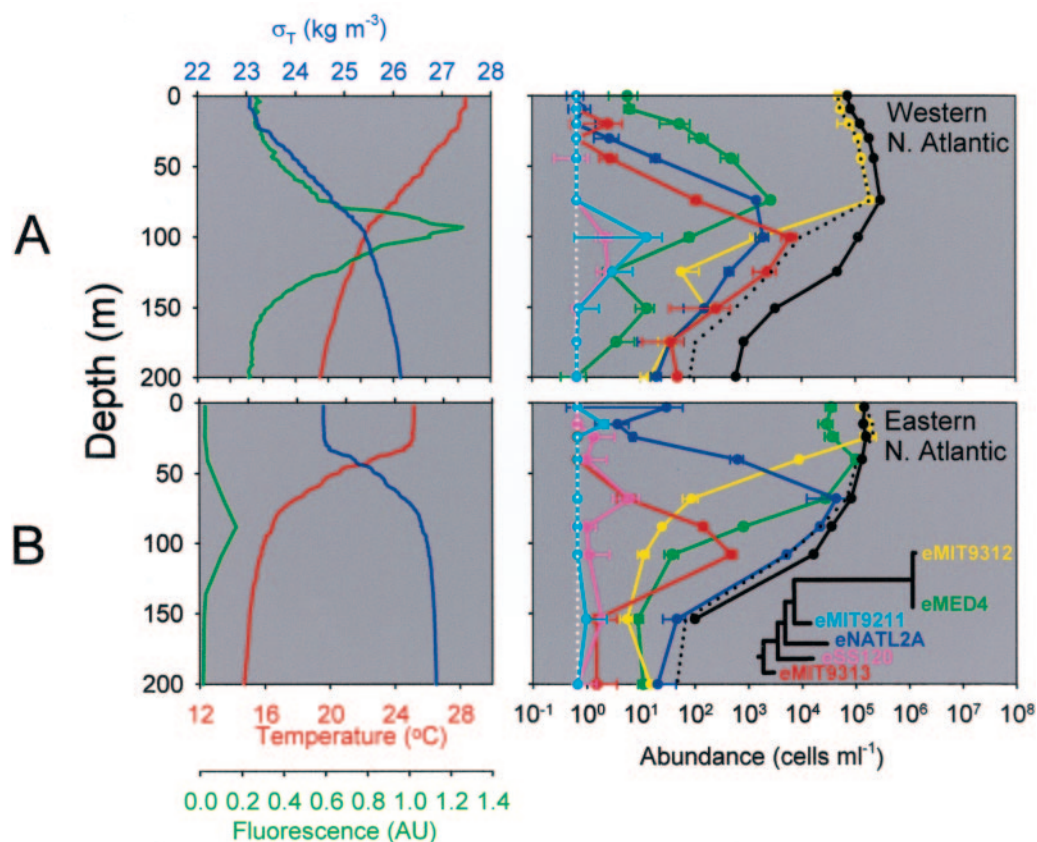 σT (kg m-3)
22 23 24 25 26 27 28
A
B
Depth (m)
0
50
100
150
200
0
50
100
150
200
Western
N. Atlantic
Eastern
N. Atlantic
eMIT9312
eMED4
eMIT9211
eNATL2A
eMIT9313
12 16 20 24 28
Temperature (oC)
0.0 0.2 0.4 0.6 0.8 1.0 1.2 1.4
Fluorescence (AU)
10-1 100 101 102 103 104 105 106 107 108
Abundance (cells ml-1)